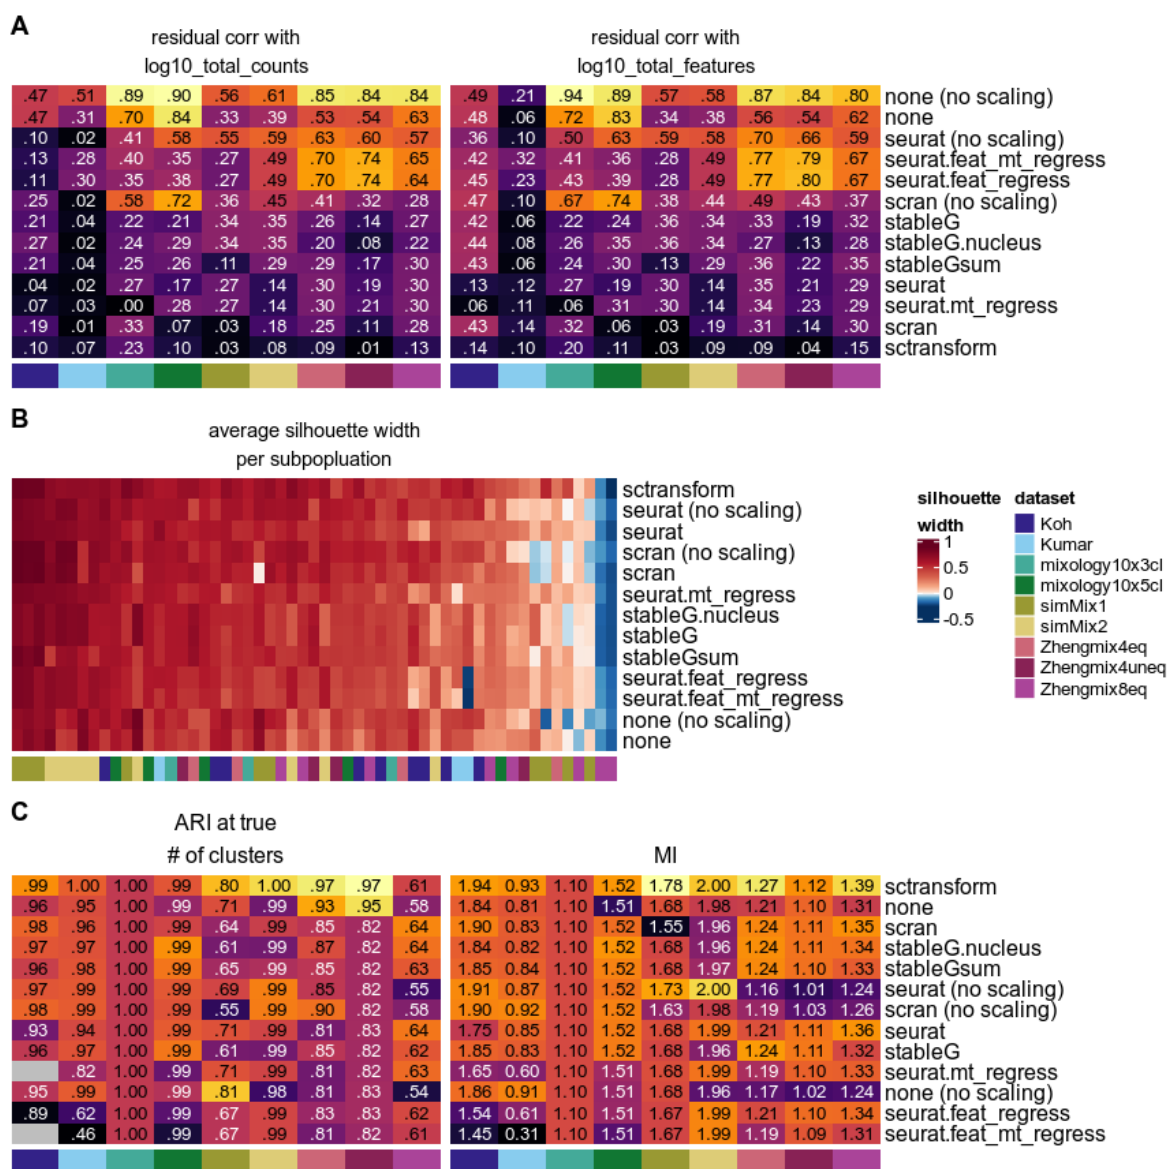 A
residual corr with
log10_total_counts
residual corr with
log10_total_features
.47 .51 .89 .90 .56 .61 .85 .84 .84 .49 .21 .94 .89 .57 .58 .87 .84 .80 none (no scaling)
.47 .31 .70 .84 .33 .39 .53 .54 .63 .48 .06 .72 .83 .34 .38 .56 .54 .62 none
.10 .02 .41 .58 .55 .59 .63 .60 .57 .36 .10 .50 .63 .59 .58 .70 .66 .59 seurat (no scaling)
.13 .28 .40 .35 .27 .49 .70 .74 .65 .42 .32 .41 .36 .28 .49 .77 .79 .67 seurat.feat_mt_regress
.11 .30 .35 .38 .27 .49 .70 .74 .64 .45 .23 .43 .39 .28 .49 .77 .80 .67 seurat.feat_regress
.25 .02 .58 .72 .36 .45 .41 .32 .28 .47 .10 .67 .74 .38 .44 .49 .43 .37 scran (no scaling)
.21 .04 .22 .21 .34 .35 .26 .14 .27 .42 .06 .22 .24 .36 .34 .33 .19 .32 stableG
.27 .02 .24 .29 .34 .35 .20 .08 .22 .44 .08 .26 .35 .36 .34 .27 .13 .28 stableG.nucleus
.21 .04 .25 .26 .11 .29 .29 .17 .30 .43 .06 .24 .30 .13 .29 .36 .22 .35 stableGsum
.04 .02 .27 .17 .27 .14 .30 .19 .30 .13 .12 .27 .19 .30 .14 .35 .21 .29 seurat
.07 .03 .00 .28 .27 .14 .30 .21 .30 .06 .11 .06 .31 .30 .14 .34 .23 .29 seurat.mt_regress
.19 .01 .33 .07 .03 .18 .25 .11 .28 .43 .14 .32 .06 .03 .19 .31 .14 .30 scran
.10 .07 .23 .10 .03 .08 .09 .01 .13 .14 .10 .20 .11 .03 .09 .09 .04 .15 sctransform
B
average silhouette width
per subpopluation
sctransform
seurat (no scaling)
seurat
scran (no scaling)
scran
seurat.mt_regress
stableG.nucleus
stableG
stableGsum
seurat.feat_regress
seurat.feat_mt_regress
none (no scaling)
none
silhouette
width
1
0.5
0
-0.5
dataset
Koh
Kumar
mixology10x3cl
mixology10x5cl
simMix1
simMix2
Zhengmix4eq
Zhengmix4uneq
Zhengmix8eq
C
ARI at true
# of clusters
MI
.99 1.00 1.00 .99 .80 1.00 .97 .97 .61 1.94 0.93 1.10 1.52 1.78 2.00 1.27 1.12 1.39 sctransform
.96 .95 1.00 .99 .71 .99 .93 .95 .58 1.84 0.81 1.10 1.51 1.68 1.98 1.21 1.10 1.31 none
.98 .96 1.00 .99 .64 .99 .85 .82 .64 1.90 0.83 1.10 1.52 1.55 1.96 1.24 1.11 1.35 scran
.97 .97 1.00 .99 .61 .99 .87 .82 .64 1.84 0.82 1.10 1.52 1.68 1.96 1.24 1.11 1.34 stableG.nucleus
.96 .98 1.00 .99 .65 .99 .85 .82 .63 1.85 0.84 1.10 1.52 1.68 1.97 1.24 1.10 1.33 stableGsum
.97 .99 1.00 .99 .69 .99 .85 .82 .55 1.91 0.87 1.10 1.52 1.73 2.00 1.16 1.01 1.24 seurat (no scaling)
.98 .99 1.00 .99 .55 .99 .90 .82 .58 1.90 0.92 1.10 1.52 1.63 1.98 1.19 1.03 1.26 scran (no scaling)
.93 .94 1.00 .99 .71 .99 .81 .83 .64 1.75 0.85 1.10 1.52 1.68 1.99 1.21 1.11 1.36 seurat
.96 .97 1.00 .99 .61 .99 .85 .82 .62 1.85 0.83 1.10 1.52 1.68 1.96 1.24 1.11 1.32 stableG
.82 1.00 .99 .71 .99 .81 .82 .63 1.65 0.60 1.10 1.51 1.68 1.99 1.19 1.10 1.33 seurat.mt_regress
.95 .99 1.00 .99 .81 .98 .81 .83 .54 1.86 0.91 1.10 1.51 1.68 1.96 1.17 1.02 1.24 none (no scaling)
.89 .62 1.00 .99 .67 .99 .83 .83 .62 1.54 0.61 1.10 1.51 1.67 1.99 1.21 1.10 1.34 seurat.feat_regress
.46 1.00 .99 .67 .99 .81 .82 .61 1.45 0.31 1.10 1.51 1.67 1.99 1.19 1.09 1.31 seurat.feat_mt_regress